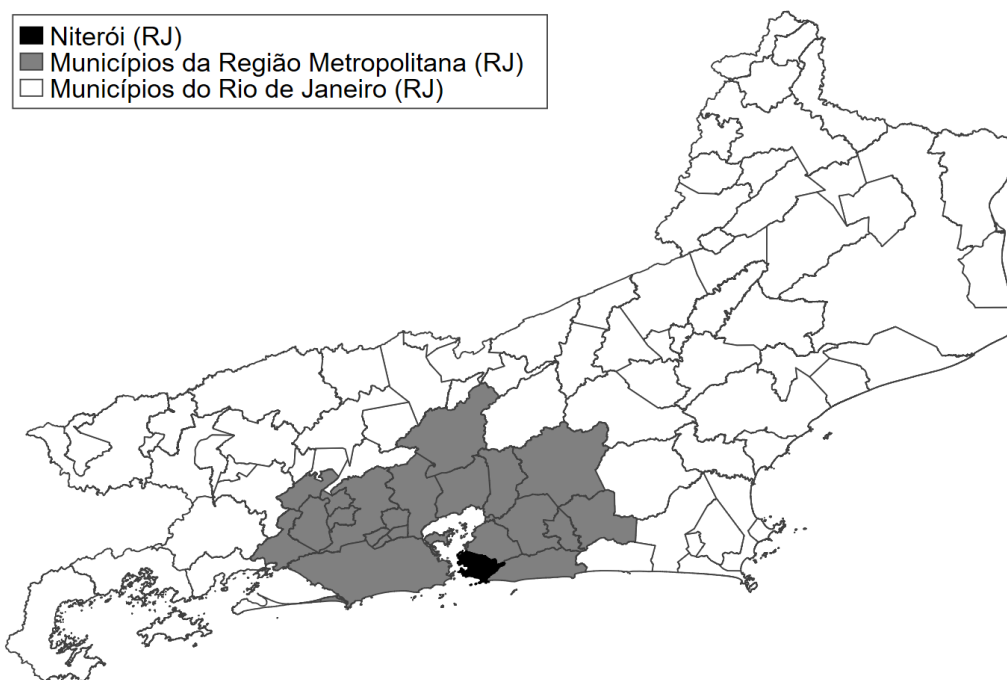 Niterói (RJ)
Municípios da Região Metropolitana (RJ)
Municípios do Rio de Janeiro (RJ)